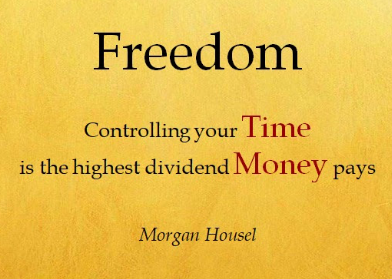 Freedom
Controlling your Time
is the highest dividend Money pays
Morgan Housel